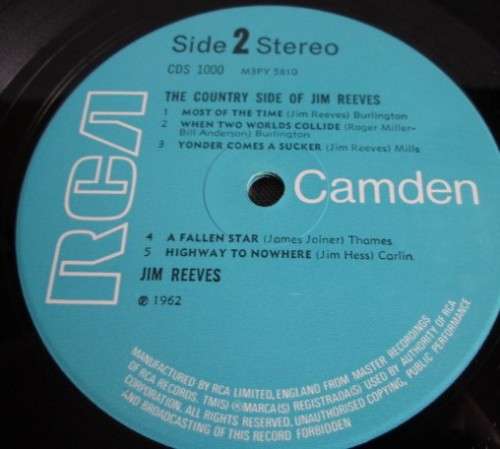 Side 2 Stereo
CDS 1000 M3PY 5810
THE COUNTRY SIDE OF JIM REEVES
1 MOST OF THE TIME (Jim Reeves) Burlington
2 WHEN TWO WORLDS COLLIDE (Roger Miller-
Bill Anderson) Burlington
3 YONDER COMES A SUCKER (Jim Reeves) Mills
RCA
Camden
4 A FALLEN STAR (James Joiner) Thames
5 HIGHWAY TO NOWHERE (Jim Hess) Carlin
JIM REEVES
℗ 1962
MANUFACTURED BY RCA LIMITED, ENGLAND FROM MASTER RECORDINGS
OF RCA RECORDS. TM(S) ® MARCA(S) REGISTRADA(S) USED BY AUTHORITY OF RCA
CORPORATION. ALL RIGHTS RESERVED. UNAUTHORISED COPYING, PUBLIC PERFORMANCE
AND BROADCASTING OF THIS RECORD FORBIDDEN